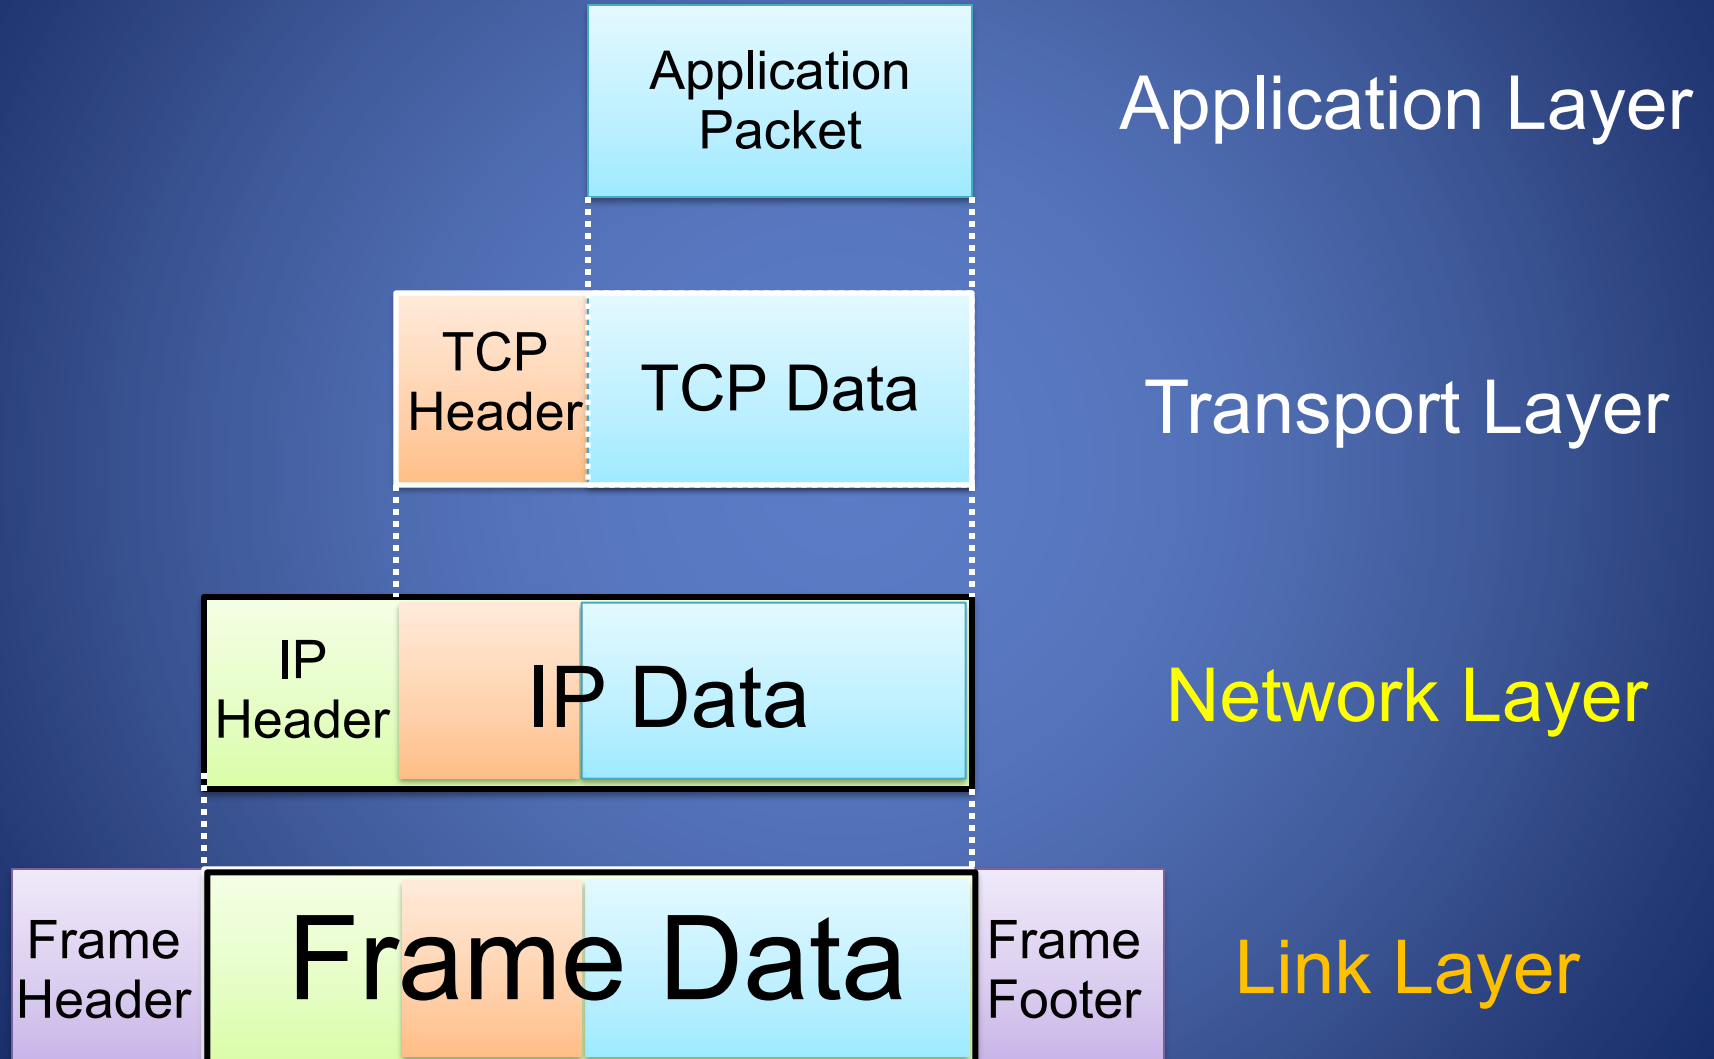 Application
Packet
Application Layer
TCP
Header
TCP Data
Transport Layer
IP
Header
IP Data
Network Layer
Frame
Header
Frame Data
Frame
Footer
Link Layer